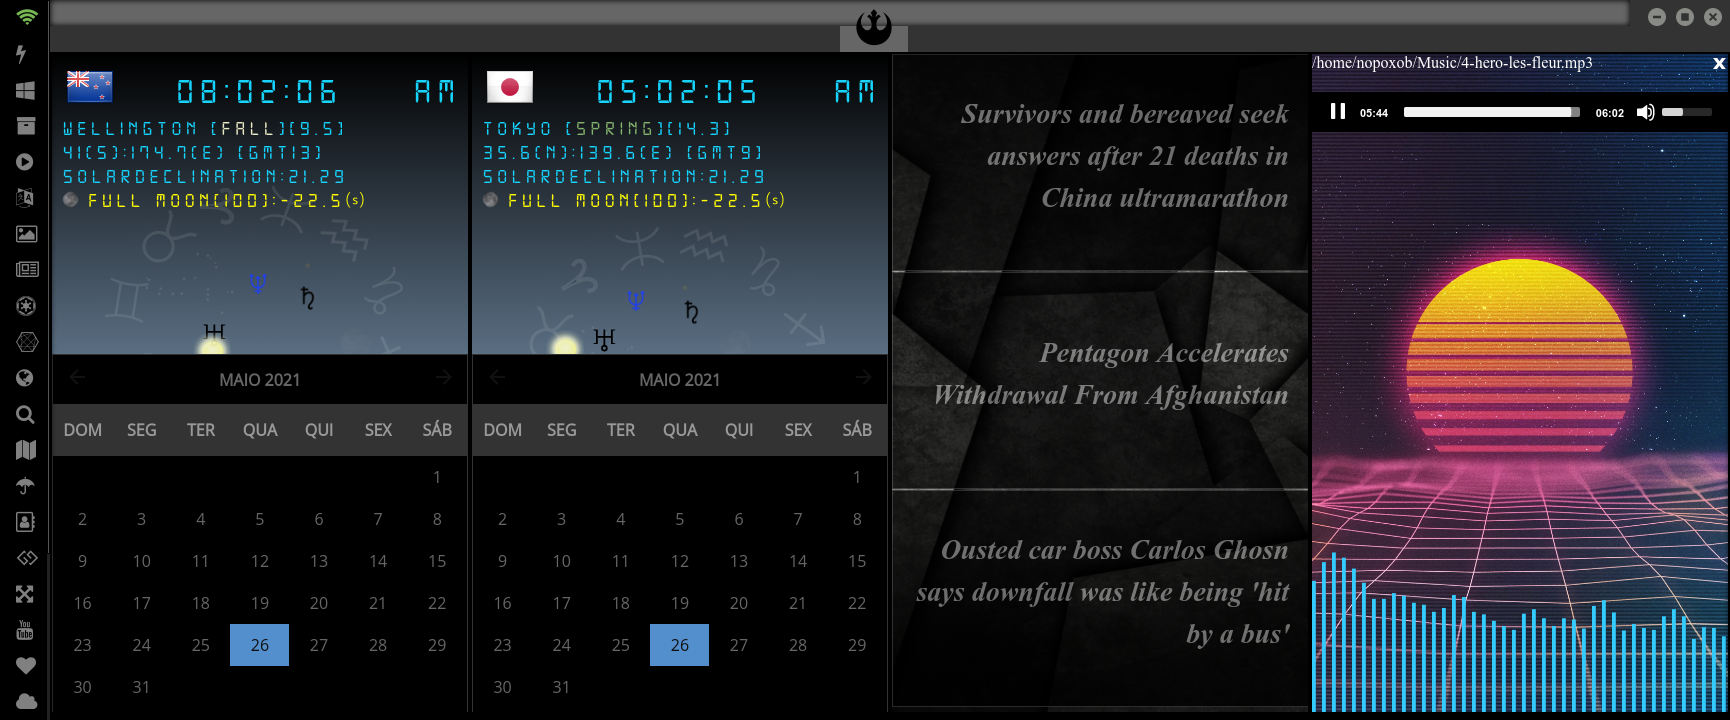 08:02:06 AM
WELLINGTON [FALL][9.5]
41(S):174.7(E) [GMT13]
SOLARDECLINATION:21.29
FULL MOON[100]:-22.5(s)
MAIO 2021
DOM SEG TER QUA QUI SEX SÁB
1
2 3 4 5 6 7 8
9 10 11 12 13 14 15
16 17 18 19 20 21 22
23 24 25 26 27 28 29
30 31
05:02:05 AM
TOKYO [SPRING][14.3]
35.6(N):139.6(E) [GMT9]
SOLARDECLINATION:21.29
FULL MOON[100]:-22.5(s)
MAIO 2021
DOM SEG TER QUA QUI SEX SÁB
1
2 3 4 5 6 7 8
9 10 11 12 13 14 15
16 17 18 19 20 21 22
23 24 25 26 27 28 29
30 31
Survivors and bereaved seek
answers after 21 deaths in
China ultramarathon
Pentagon Accelerates
Withdrawal From Afghanistan
Ousted car boss Carlos Ghosn
says downfall was like being 'hit
by a bus'
/home/nopoxob/Music/4-hero-les-fleur.mp3 x
05:44 06:02
You
Tube